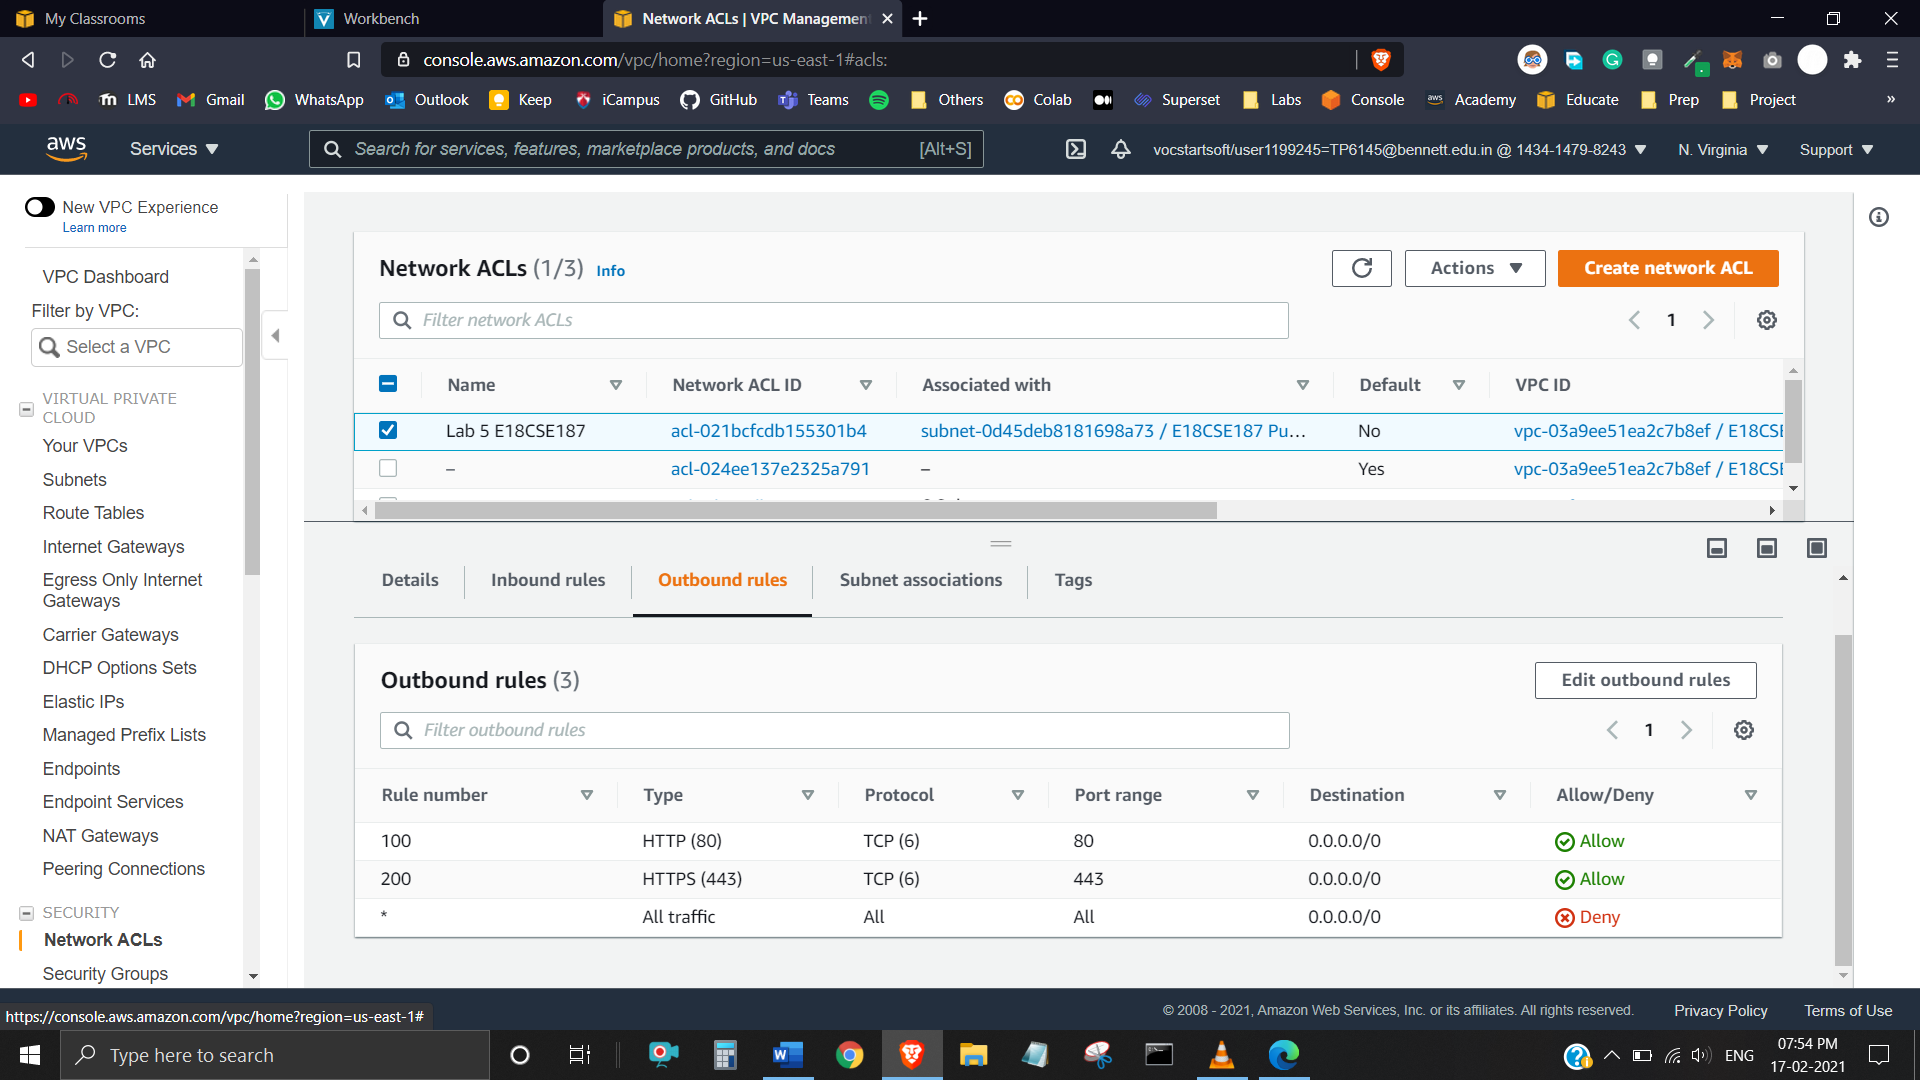 My Classrooms
Workbench
Network ACLs | VPC Managemen
console.aws.amazon.com/vpc/home?region=us-east-1#acls:
LMS
Gmail
WhatsApp
Outlook
Keep
iCampus
GitHub
Teams
Others
Colab
Superset
Labs
Console
aws
Academy
Educate
Prep
Project
»
aws
Services
Search for services, features, marketplace products, and docs
[Alt+S]
vocstartsoft/user1199245=TP6145@bennett.edu.in @ 1434-1479-8243
N. Virginia
Support
New VPC Experience
Learn more
VPC Dashboard
Filter by VPC:
Select a VPC
VIRTUAL PRIVATE
CLOUD
Your VPCs
Subnets
Route Tables
Internet Gateways
Egress Only Internet
Gateways
Carrier Gateways
DHCP Options Sets
Elastic IPs
Managed Prefix Lists
Endpoints
Endpoint Services
NAT Gateways
Peering Connections
SECURITY
Network ACLs
Security Groups
Network ACLs (1/3) Info
Actions
Create network ACL
Filter network ACLs
1
Name Network ACL ID Associated with Default VPC ID
Lab 5 E18CSE187 acl-021bcfcdb155301b4 subnet-0d45deb8181698a73 / E18CSE187 Pu... No vpc-03a9ee51ea2c7b8ef / E18CSE
– acl-024ee137e2325a791 – Yes vpc-03a9ee51ea2c7b8ef / E18CSE
Details
Inbound rules
Outbound rules
Subnet associations
Tags
Outbound rules (3)
Edit outbound rules
Filter outbound rules
1
Rule number Type Protocol Port range Destination Allow/Deny
100 HTTP (80) TCP (6) 80 0.0.0.0/0 Allow
200 HTTPS (443) TCP (6) 443 0.0.0.0/0 Allow
* All traffic All All 0.0.0.0/0 Deny
https://console.aws.amazon.com/vpc/home?region=us-east-1#
© 2008 - 2021, Amazon Web Services, Inc. or its affiliates. All rights reserved.
Privacy Policy
Terms of Use
Type here to search
ENG
07:54 PM
17-02-2021